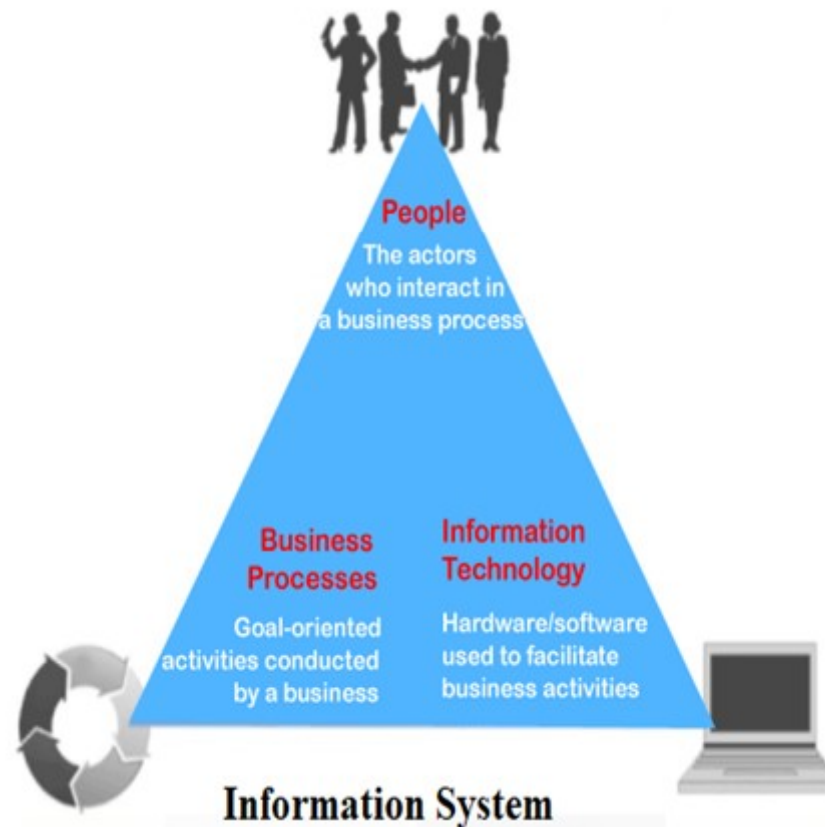 People
The actors
who interact in
a business process
Business
Processes
Goal-oriented
activities conducted
by a business
Information
Technology
Hardware/software
used to facilitate
business activities
Information System